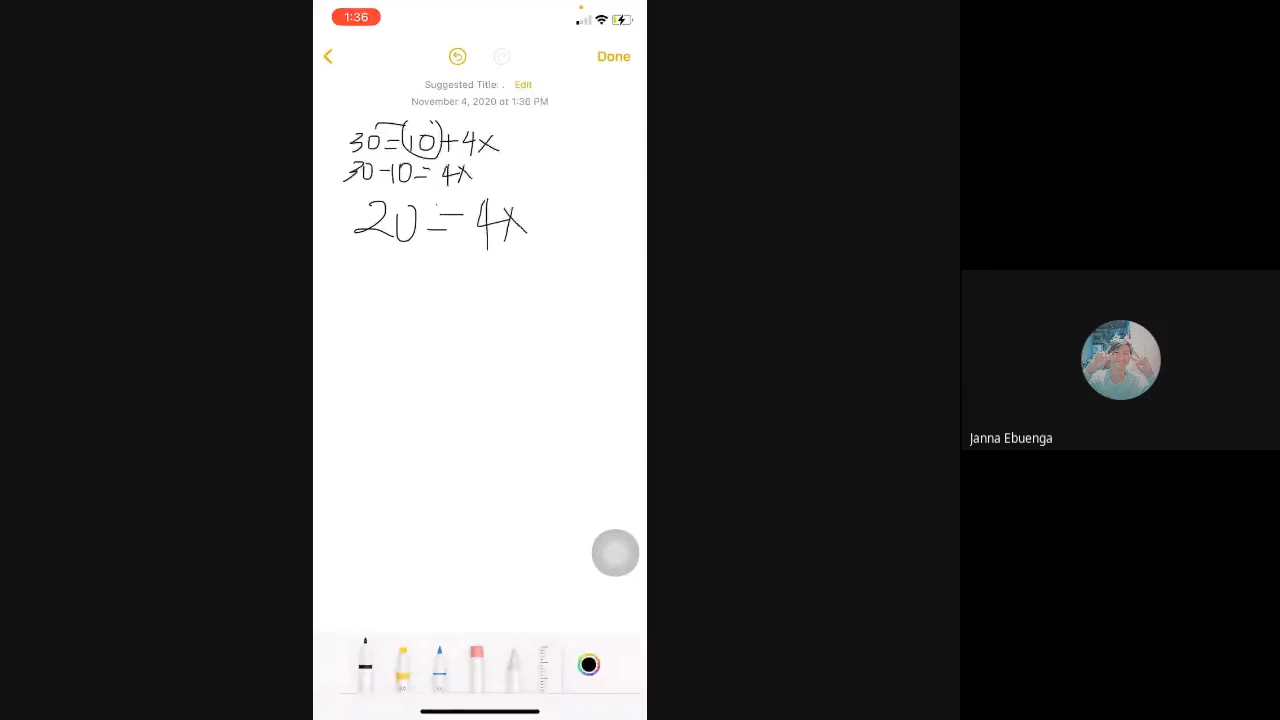 1:36
Done
Suggested Title: . Edit
November 4, 2020 at 1:36 PM
30=(10)+4x
30-10=4x
20=4x
Janna Ebuenga